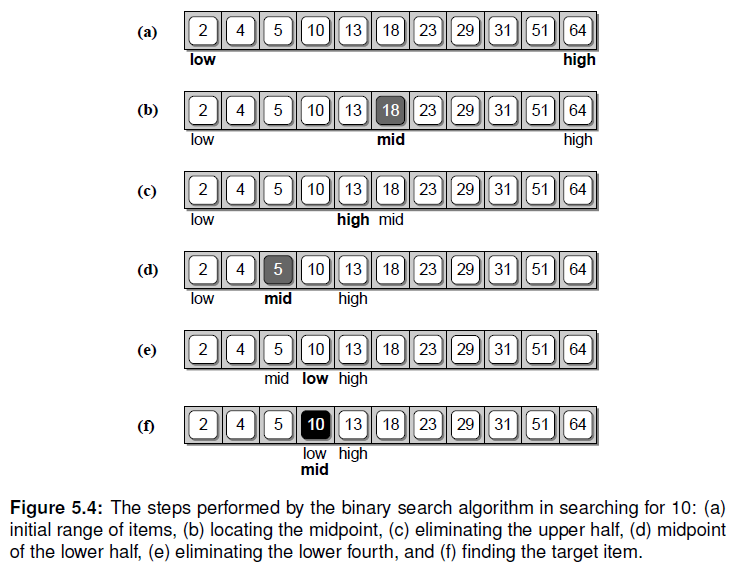 (a) 2 4 5 10 13 18 23 29 31 51 64
low high
(b) 2 4 5 10 13 18 23 29 31 51 64
low mid high
(c) 2 4 5 10 13 18 23 29 31 51 64
low high mid
(d) 2 4 5 10 13 18 23 29 31 51 64
low mid high
(e) 2 4 5 10 13 18 23 29 31 51 64
mid low high
(f) 2 4 5 10 13 18 23 29 31 51 64
low high
mid
Figure 5.4: The steps performed by the binary search algorithm in searching for 10: (a)
initial range of items, (b) locating the midpoint, (c) eliminating the upper half, (d) midpoint
of the lower half, (e) eliminating the lower fourth, and (f) finding the target item.